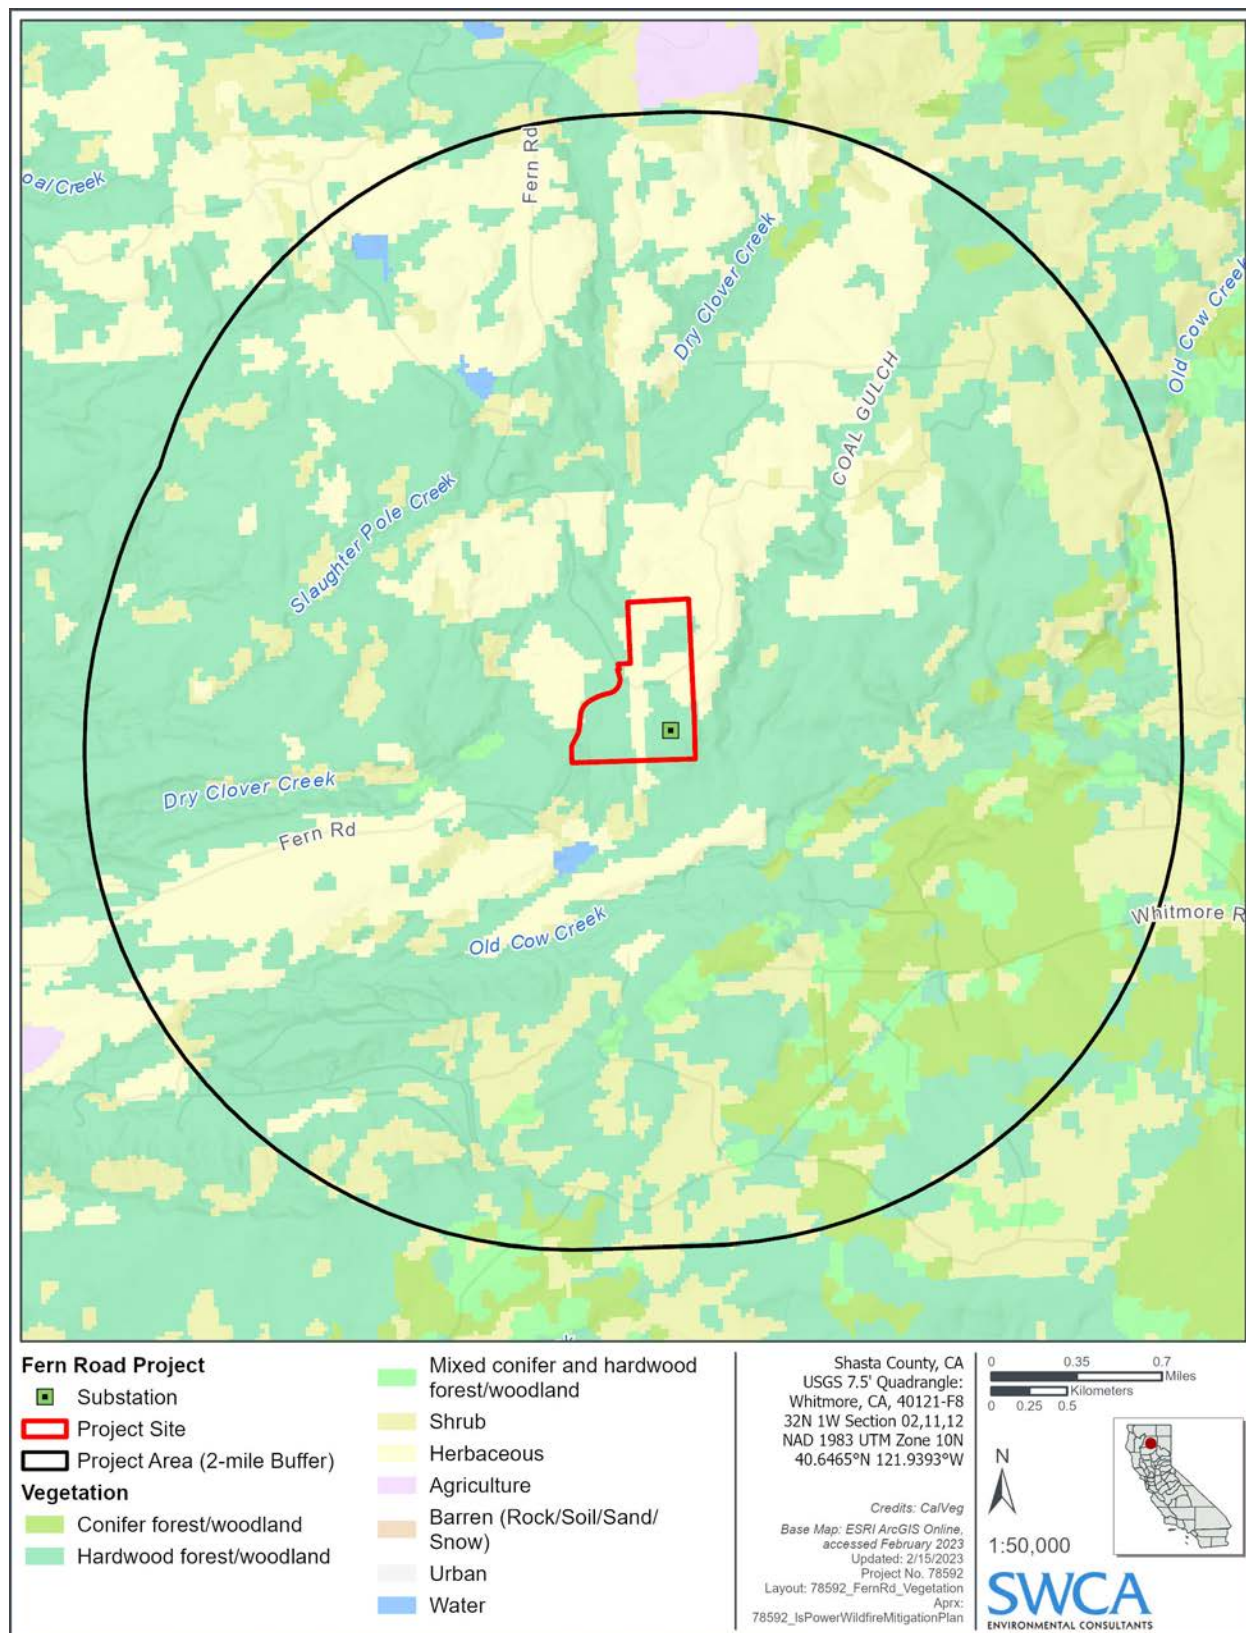 Fern Rd
oal Creek
Dry Clover Creek
Old Cow Creek
COAL GULCH
Slaughter Pole Creek
Dry Clover Creek
Fern Rd
Whitmore R
Old Cow Creek
Fern Road Project
Substation
Project Site
Project Area (2-mile Buffer)
Vegetation
Conifer forest/woodland
Hardwood forest/woodland
Mixed conifer and hardwood
forest/woodland
Shrub
Herbaceous
Agriculture
Barren (Rock/Soil/Sand/
Snow)
Urban
Water
Shasta County, CA
USGS 7.5' Quadrangle:
Whitmore, CA, 40121-F8
32N 1W Section 02,11,12
NAD 1983 UTM Zone 10N
40.6465°N 121.9393°W
Credits: CalVeg
Base Map: ESRI ArcGIS Online,
accessed February 2023
Updated: 2/15/2023
Project No. 78592
Layout: 78592_FernRd_Vegetation
Aprx:
78592_IsPowerWildfireMitigationPlan
0 0.35 0.7
Miles
Kilometers
0 0.25 0.5
N
1:50,000
SWCA
ENVIRONMENTAL CONSULTANTS